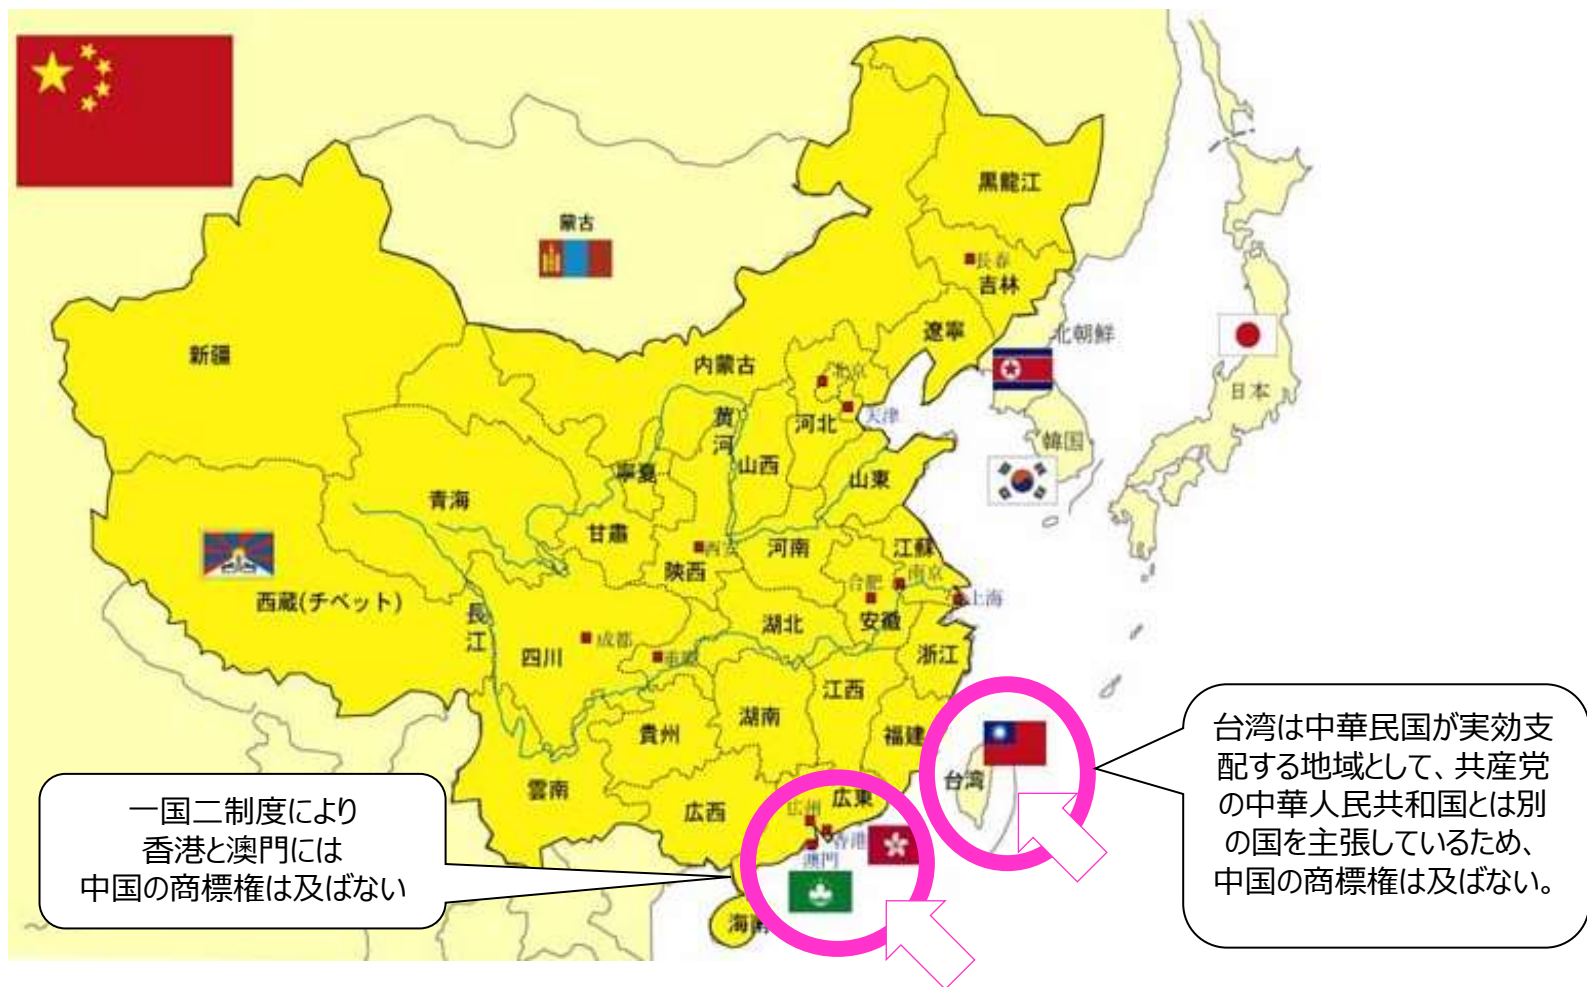 黒龍江
蒙古
長春
吉林
遼寧
北朝鮮
新疆
内蒙古
北京
日本
黄河
河北
天津
韓国
山西
寧夏
山東
青海
甘粛
西安
河南
江蘇
陝西
合肥
南京
西蔵(チベット)
上海
長江
湖北
安徽
成都
四川
重慶
浙江
江西
湖南
貴州
福建
台湾
雲南
広西
広州
広東
香港
澳門
海南
一国二制度により
香港と澳門には
中国の商標権は及ばない
台湾は中華民国が実効支
配する地域として、共産党
の中華人民共和国とは別
の国を主張しているため、
中国の商標権は及ばない。